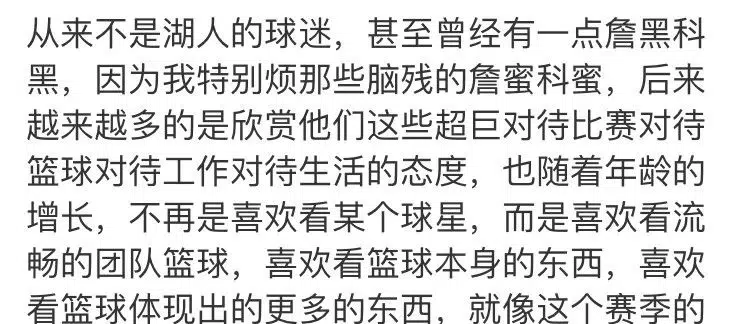 从来不是湖人的球迷，甚至曾经有一点詹黑科
黑，因为我特别烦那些脑残的詹蜜科蜜，后来
越来越多的是欣赏他们这些超巨对待比赛对待
篮球对待工作对待生活的态度，也随着年龄的
增长，不再是喜欢看某个球星，而是喜欢看流
畅的团队篮球，喜欢看篮球本身的东西，喜欢
看篮球体现出的更多的东西，就像这个赛季的